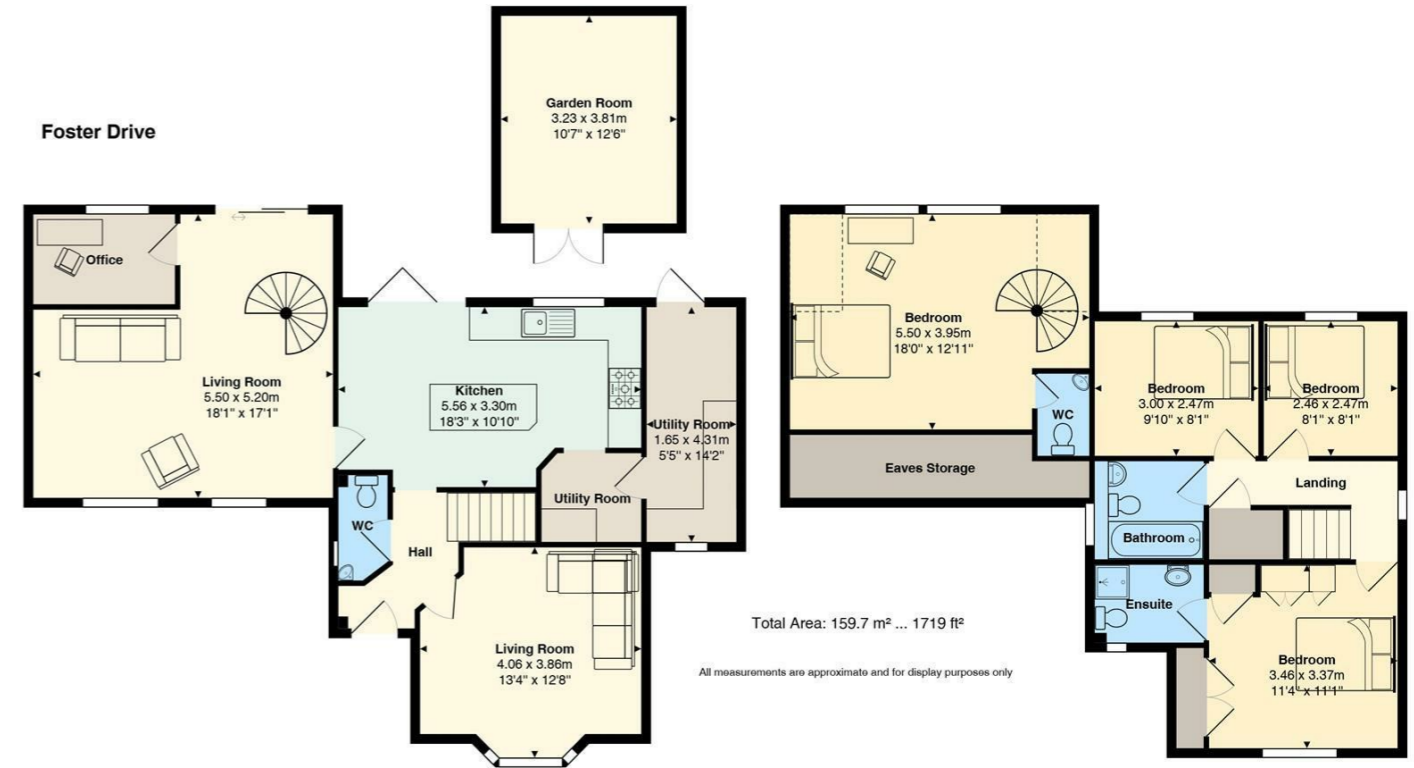 Foster Drive
Garden Room
3.23 x 3.81m
10'7" x 12'6"
Office
Living Room
5.50 x 5.20m
18'1" x 17'1"
Kitchen
5.56 x 3.30m
18'3" x 10'10"
Utility Room
1.65 x 4.31m
5'5" x 14'2"
Utility Room
WC
Hall
Living Room
4.06 x 3.86m
13'4" x 12'8"
Bedroom
5.50 x 3.95m
18'0" x 12'11"
WC
Eaves Storage
Bedroom
3.00 x 2.47m
9'10" x 8'1"
Bedroom
2.46 x 2.47m
8'1" x 8'1"
Landing
Bathroom
Ensuite
Bedroom
3.46 x 3.37m
11'4" x 11'1"
Total Area: 159.7 m² ... 1719 ft²
All measurements are approximate and for display purposes only